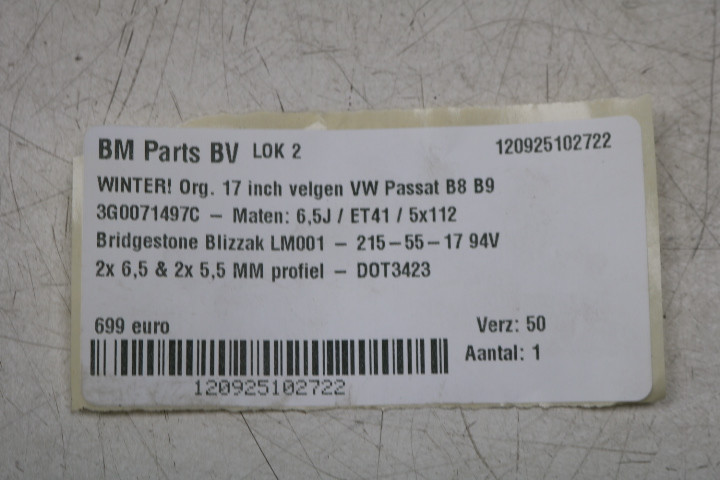 BM Parts BV LOK 2 120925102722
WINTER! Org. 17 inch velgen VW Passat B8 B9
3G0071497C – Maten: 6,5J / ET41 / 5x112
Bridgestone Blizzak LM001 – 215–55–17 94V
2x 6,5 & 2x 5,5 MM profiel – DOT3423
699 euro Verz: 50
Aantal: 1
120925102722